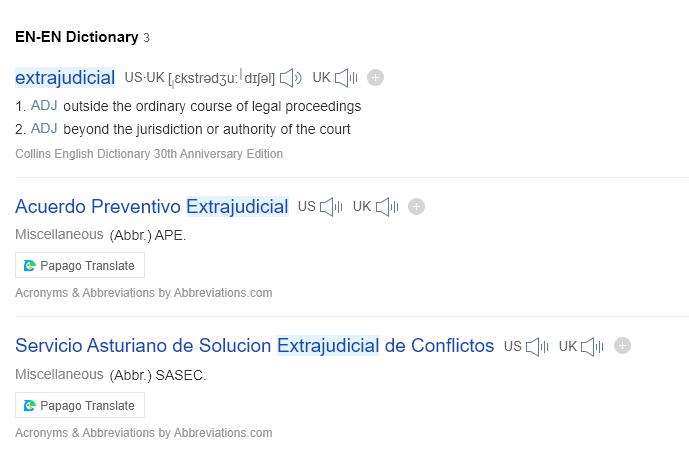 EN-EN Dictionary 3
extrajudicial US·UK [ˌɛkstrədʒuːˈdɪʃəl] UK
1. ADJ outside the ordinary course of legal proceedings
2. ADJ beyond the jurisdiction or authority of the court
Collins English Dictionary 30th Anniversary Edition
Acuerdo Preventivo Extrajudicial US UK
Miscellaneous (Abbr.) APE.
Papago Translate
Acronyms & Abbreviations by Abbreviations.com
Servicio Asturiano de Solucion Extrajudicial de Conflictos US UK
Miscellaneous (Abbr.) SASEC.
Papago Translate
Acronyms & Abbreviations by Abbreviations.com